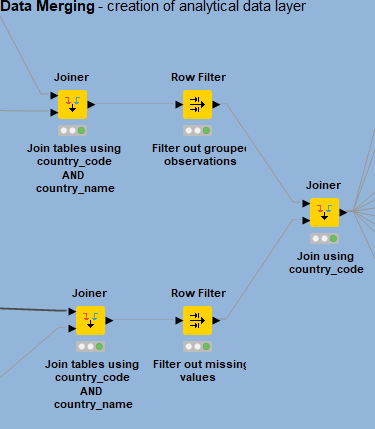 Data Merging - creation of analytical data layer
Joiner
Row Filter
Join tables using
country_code
AND
country_name
Filter out grouped
observations
Joiner
Join using
country_code
Joiner
Row Filter
Join tables using
country_code
AND
country_name
Filter out missing
values